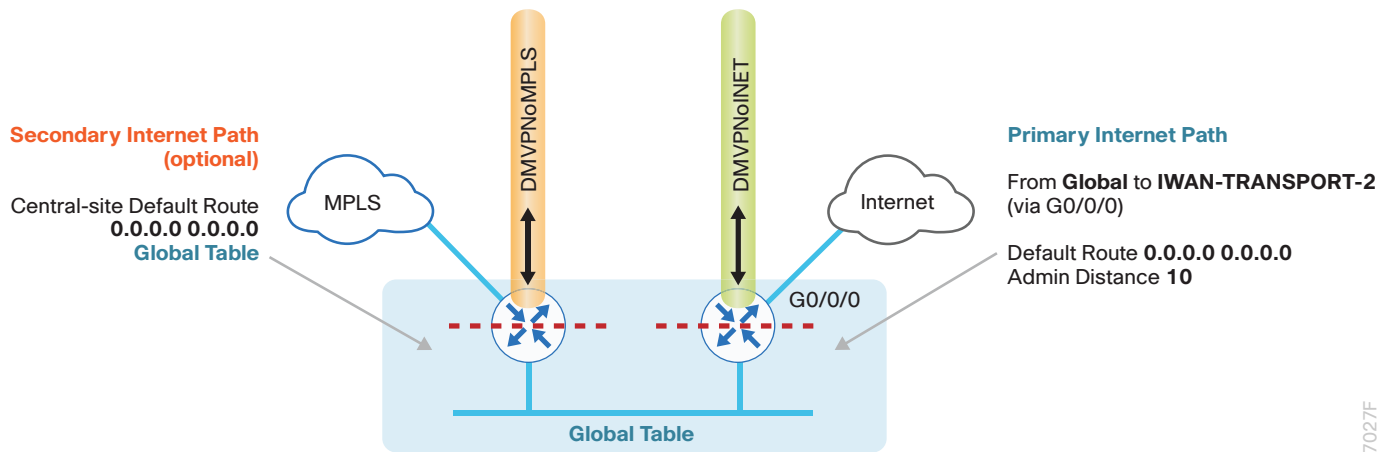 DMVPNoMPLS
DMVPNoINET
Secondary Internet Path
(optional)
Central-site Default Route
0.0.0.0 0.0.0.0
Global Table
MPLS
Internet
Primary Internet Path
From Global to IWAN-TRANSPORT-2
(via G0/0/0)
Default Route 0.0.0.0 0.0.0.0
Admin Distance 10
G0/0/0
Global Table
7027F